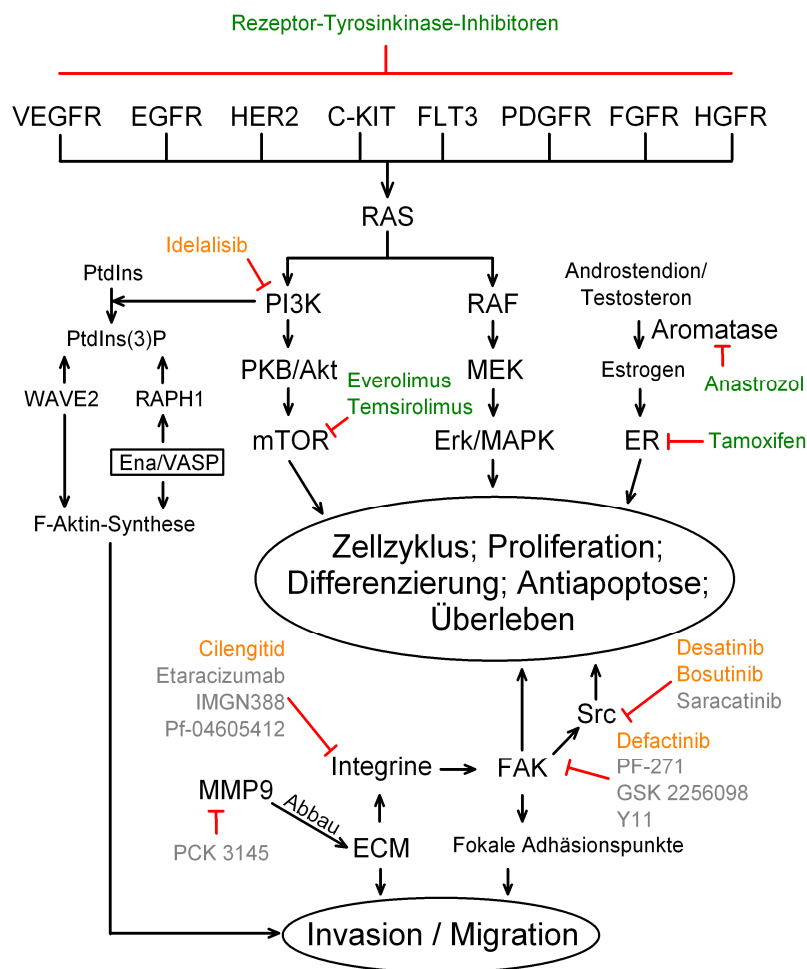 Rezeptor-Tyrosinkinase-Inhibitoren
VEGFR EGFR HER2 C-KIT FLT3 PDGFR FGFR HGFR
RAS
Idelalisib
PtdIns
PI3K
RAF
Androstendion/
Testosteron
PtdIns(3)P
Aromatase
PKB/Akt
MEK
Estrogen
Anastrozol
WAVE2
RAPH1
Everolimus
Temsirolimus
mTOR
Erk/MAPK
ER
Tamoxifen
Ena/VASP
F-Aktin-Synthese
Zellzyklus; Proliferation;
Differenzierung; Antiapoptose;
Überleben
Cilengitid
Etaracizumab
IMGN388
Pf-04605412
Desatinib
Bosutinib
Saracatinib
Src
Defactinib
PF-271
GSK 2256098
Y11
Integrine
FAK
MMP9
Abbau
PCK 3145
ECM
Fokale Adhäsionspunkte
Invasion / Migration